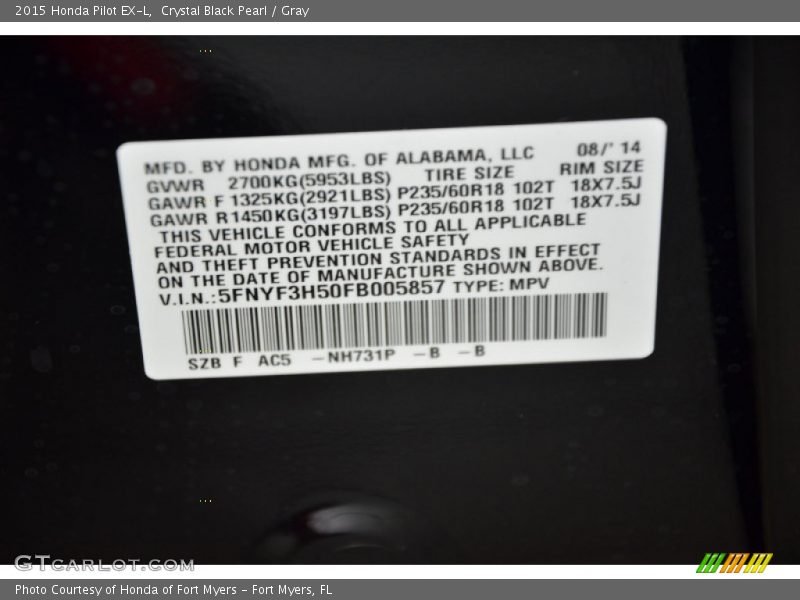 2015 Honda Pilot EX-L, Crystal Black Pearl / Gray
MFD. BY HONDA MFG. OF ALABAMA, LLC 08/' 14
GVWR 2700KG(5953LBS) TIRE SIZE RIM SIZE
GAWR F 1325KG(2921LBS) P235/60R18 102T 18X7.5J
GAWR R1450KG(3197LBS) P235/60R18 102T 18X7.5J
THIS VEHICLE CONFORMS TO ALL APPLICABLE
FEDERAL MOTOR VEHICLE SAFETY
AND THEFT PREVENTION STANDARDS IN EFFECT
ON THE DATE OF MANUFACTURE SHOWN ABOVE.
V.I.N.:5FNYF3H50FB005857 TYPE: MPV
SZB F AC5 -NH731P -B -B
GTCARLOT.COM
Photo Courtesy of Honda of Fort Myers - Fort Myers, FL